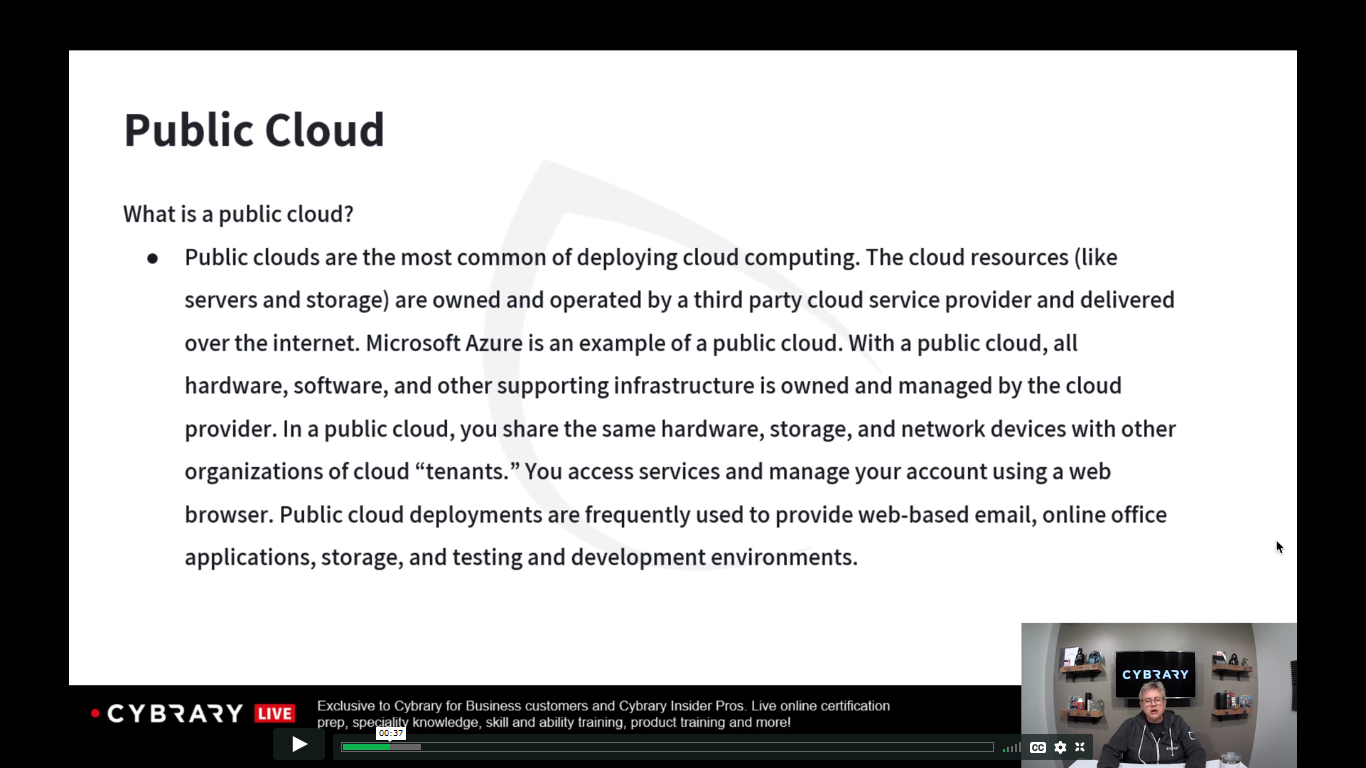 Public Cloud
What is a public cloud?
● Public clouds are the most common of deploying cloud computing. The cloud resources (like
servers and storage) are owned and operated by a third party cloud service provider and delivered
over the internet. Microsoft Azure is an example of a public cloud. With a public cloud, all
hardware, software, and other supporting infrastructure is owned and managed by the cloud
provider. In a public cloud, you share the same hardware, storage, and network devices with other
organizations of cloud “tenants.” You access services and manage your account using a web
browser. Public cloud deployments are frequently used to provide web-based email, online office
applications, storage, and testing and development environments.
CYBRARY
CYBRARY LIVE
Exclusive to Cybrary for Business customers and Cybrary Insider Pros. Live online certification
prep, speciality knowledge, skill and ability training, product training and more!
00:37
CC